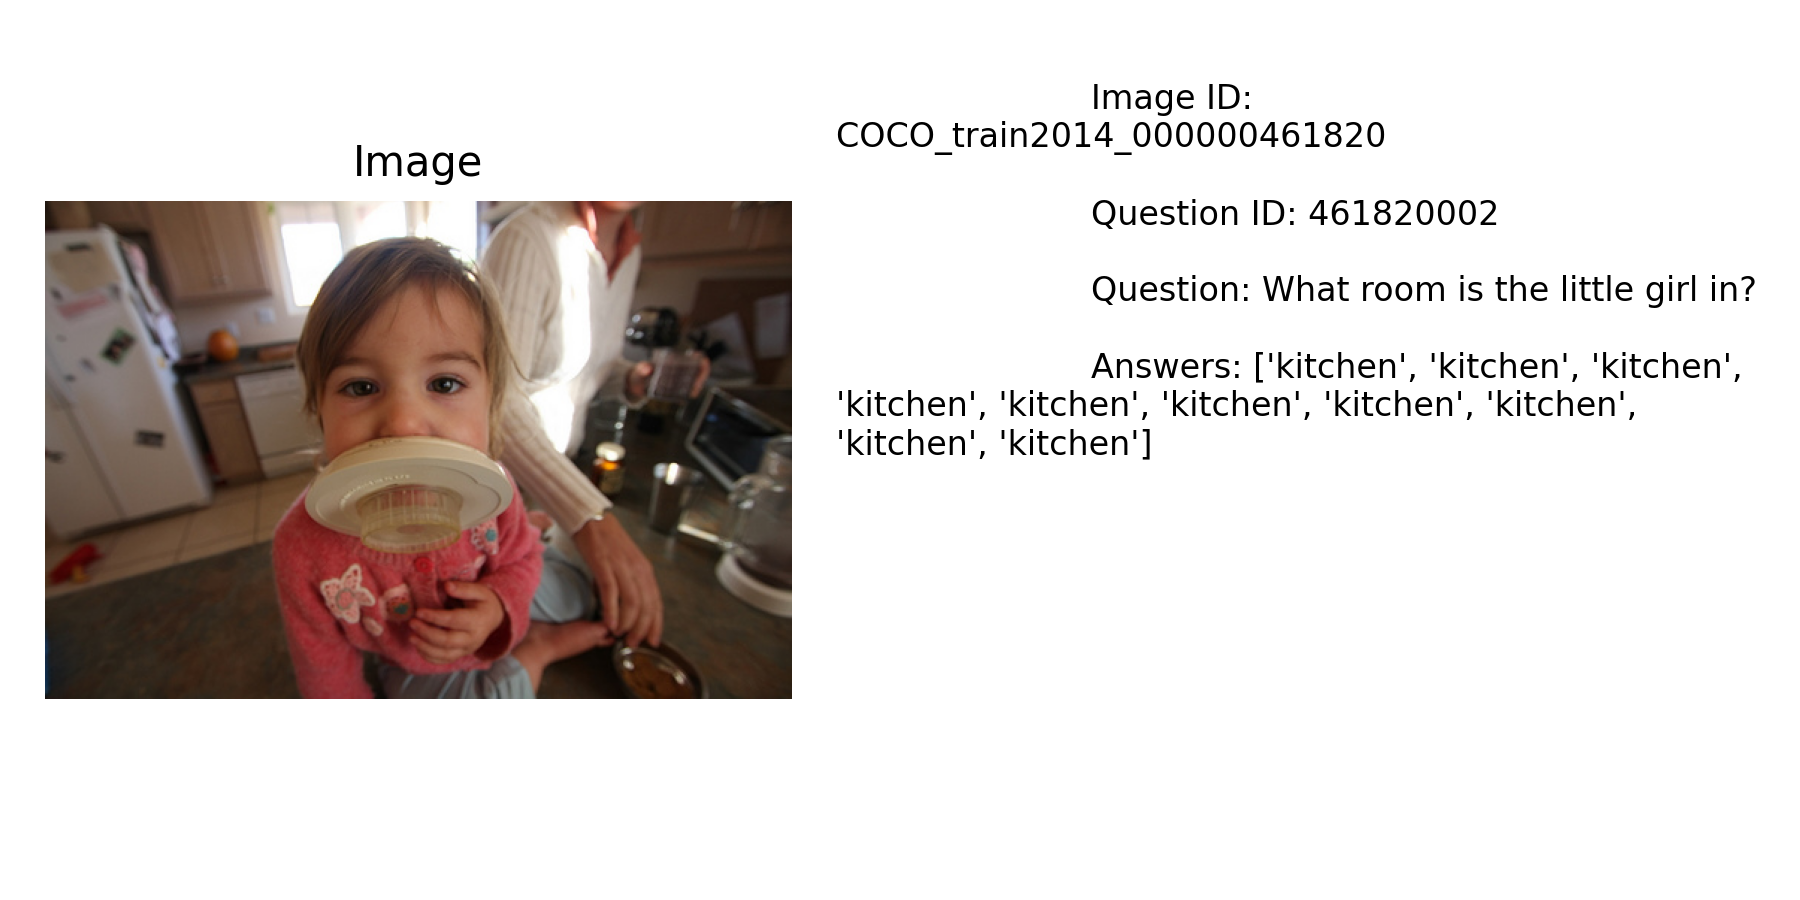 Image
Image ID:
COCO_train2014_000000461820
Question ID: 461820002
Question: What room is the little girl in?
Answers: ['kitchen', 'kitchen', 'kitchen',
'kitchen', 'kitchen', 'kitchen', 'kitchen', 'kitchen',
'kitchen', 'kitchen']